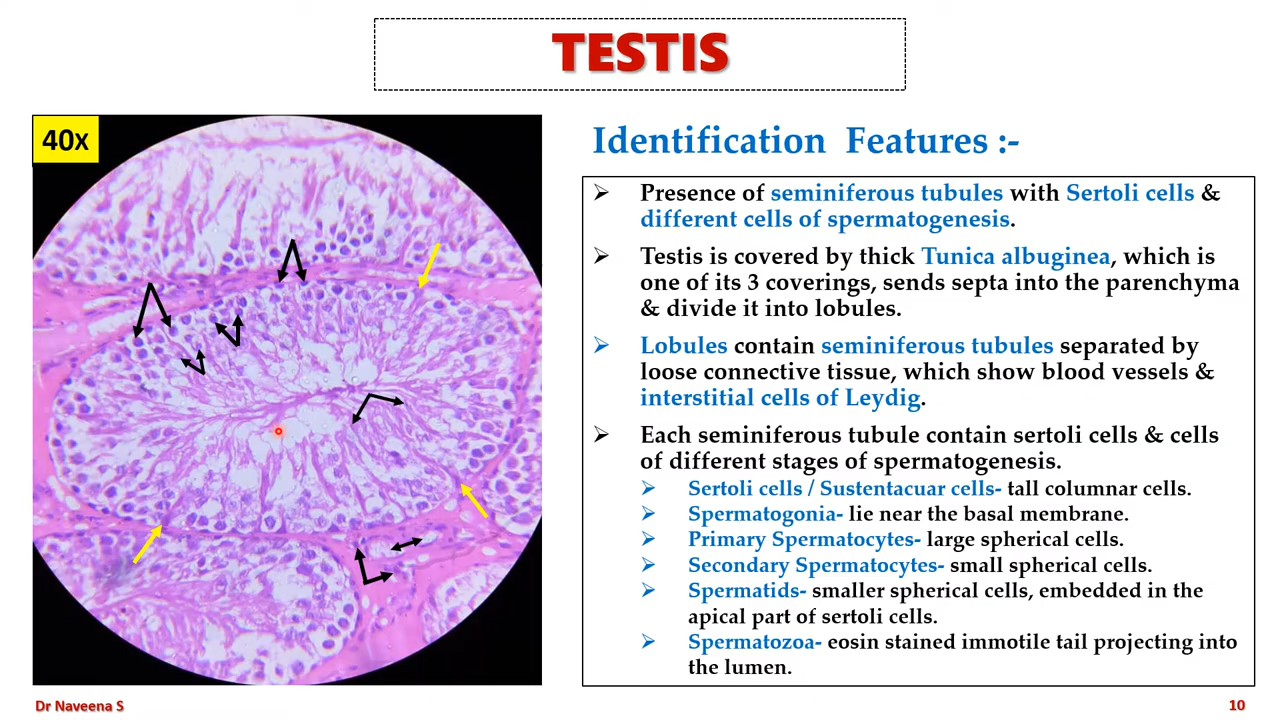 TESTIS
40x
Identification Features :-
Presence of seminiferous tubules with Sertoli cells &
different cells of spermatogenesis.
Testis is covered by thick Tunica albuginea, which is
one of its 3 coverings, sends septa into the parenchyma
& divide it into lobules.
Lobules contain seminiferous tubules separated by
loose connective tissue, which show blood vessels &
interstitial cells of Leydig.
Each seminiferous tubule contain sertoli cells & cells
of different stages of spermatogenesis.
Sertoli cells / Sustentacuar cells- tall columnar cells.
Spermatogonia- lie near the basal membrane.
Primary Spermatocytes- large spherical cells.
Secondary Spermatocytes- small spherical cells.
Spermatids- smaller spherical cells, embedded in the
apical part of sertoli cells.
Spermatozoa- eosin stained immotile tail projecting into
the lumen.
Dr Naveena S
10